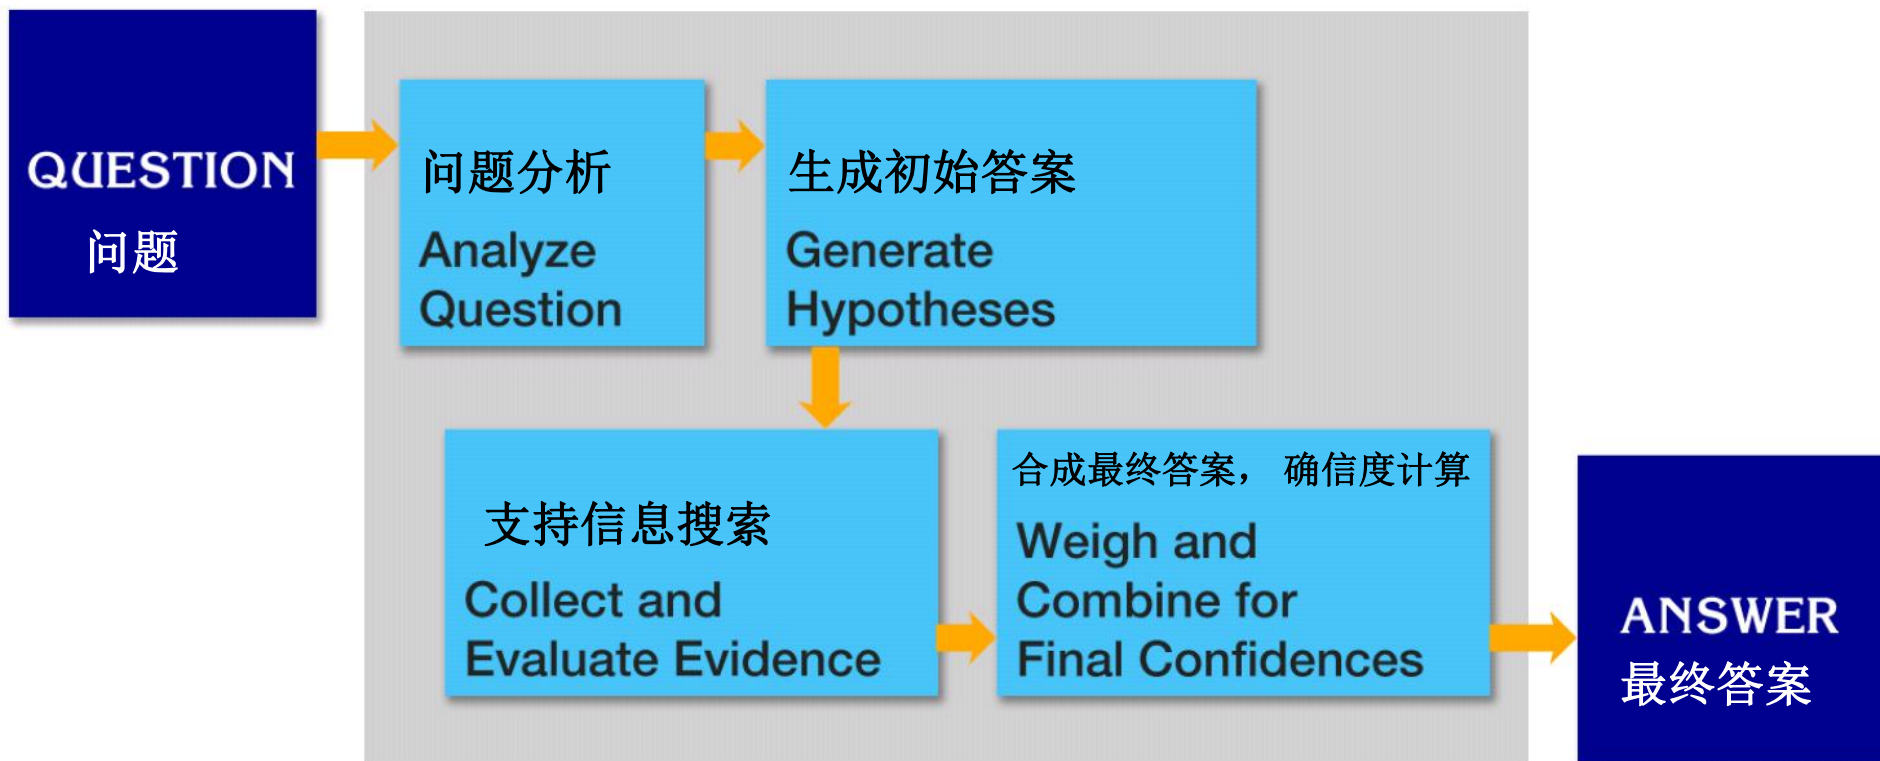 QUESTION
问题
问题分析
Analyze
Question
生成初始答案
Generate
Hypotheses
支持信息搜索
Collect and
Evaluate Evidence
合成最终答案， 确信度计算
Weigh and
Combine for
Final Confidences
ANSWER
最终答案